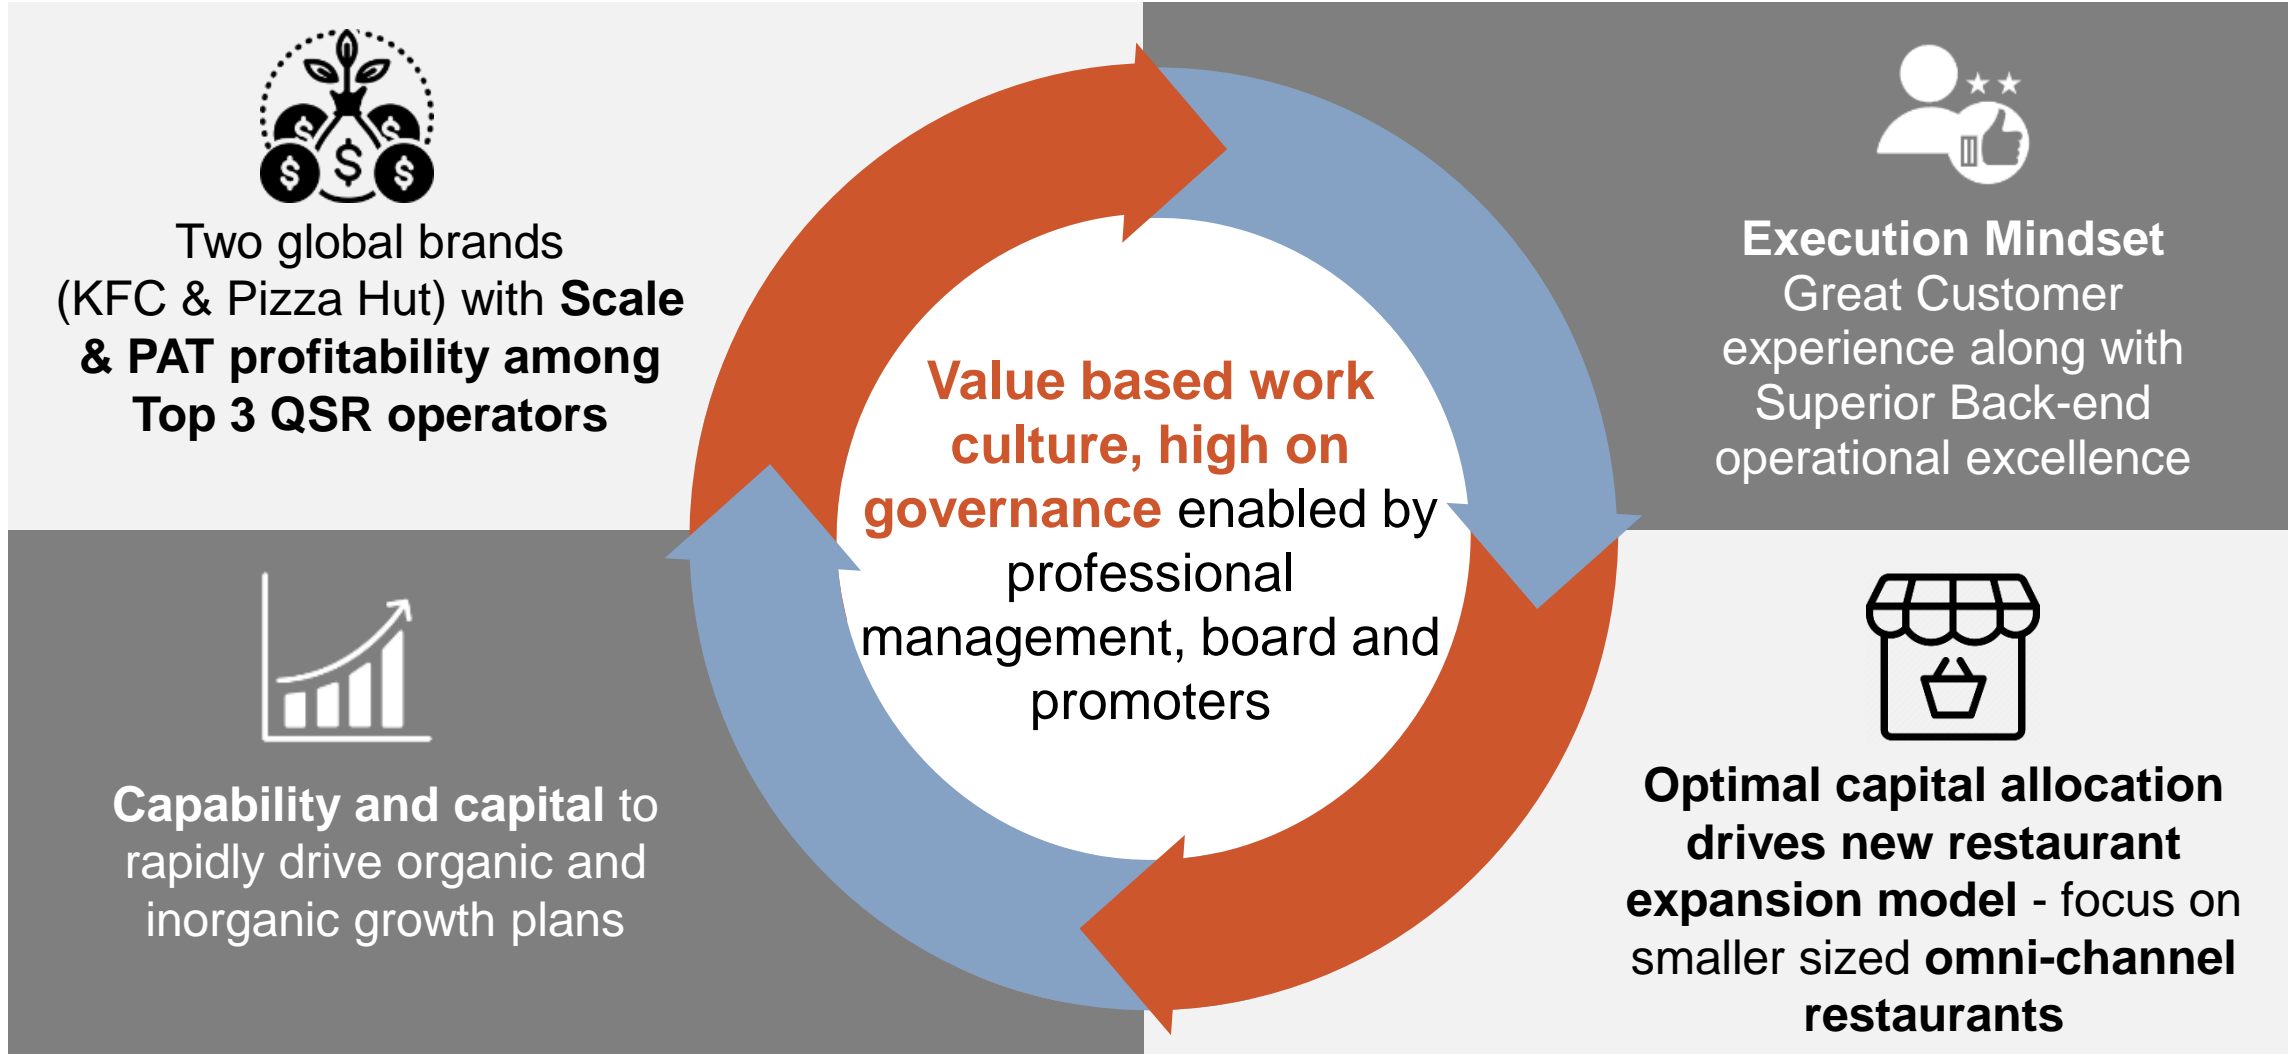 Two global brands
(KFC & Pizza Hut) with Scale
& PAT profitability among
Top 3 QSR operators
Execution Mindset
Great Customer
experience along with
Superior Back-end
operational excellence
Value based work
culture, high on
governance enabled by
professional
management, board and
promoters
Capability and capital to
rapidly drive organic and
inorganic growth plans
Optimal capital allocation
drives new restaurant
expansion model - focus on
smaller sized omni-channel
restaurants